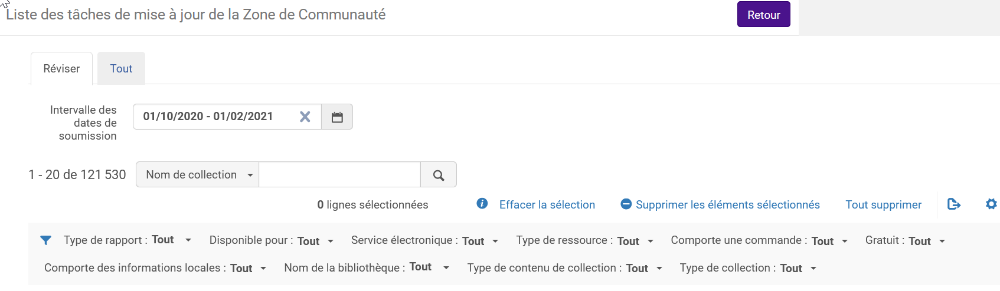 Liste des tâches de mise à jour de la Zone de Communauté
Retour
Réviser
Tout
Intervalle des
dates de
soumission
01/10/2020 - 01/02/2021
1 - 20 de 121 530
Nom de collection
0 lignes sélectionnées
Effacer la sélection
Supprimer les éléments sélectionnés
Tout supprimer
Type de rapport : Tout
Disponible pour : Tout
Service électronique : Tout
Type de ressource : Tout
Comporte une commande : Tout
Gratuit : Tout
Comporte des informations locales : Tout
Nom de la bibliothèque : Tout
Type de contenu de collection : Tout
Type de collection : Tout